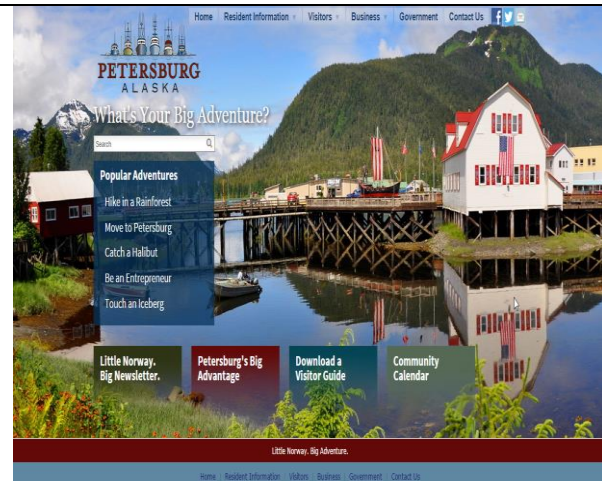 Home Resident Information Visitors Business Government Contact Us
PETERSBURG
ALASKA
What's Your Big Adventure?
Search
Popular Adventures
Hike in a Rainforest
Move to Petersburg
Catch a Halibut
Be an Entrepreneur
Touch an Iceberg
Little Norway.
Big Newsletter.
Petersburg's Big
Advantage
Download a
Visitor Guide
Community
Calendar
Little Norway. Big Adventure.
Home | Resident Information | Visitors | Business | Government | Contact Us